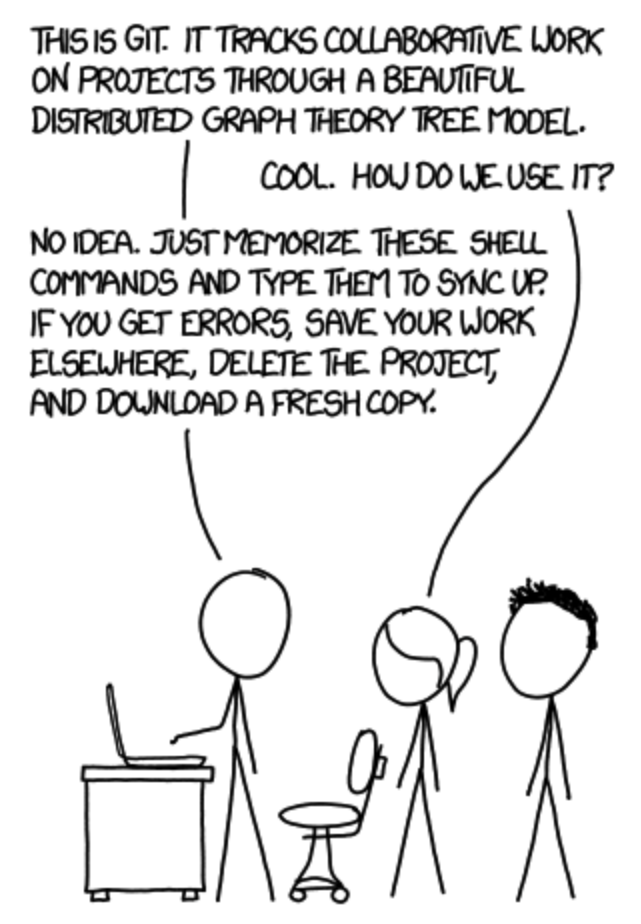 THIS IS GIT. IT TRACKS COLLABORATIVE WORK
ON PROJECTS THROUGH A BEAUTIFUL
DISTRIBUTED GRAPH THEORY TREE MODEL.
COOL. HOW DO WE USE IT?
NO IDEA. JUST MEMORIZE THESE SHELL
COMMANDS AND TYPE THEM TO SYNC UP.
IF YOU GET ERRORS, SAVE YOUR WORK
ELSEWHERE, DELETE THE PROJECT,
AND DOWNLOAD A FRESH COPY.